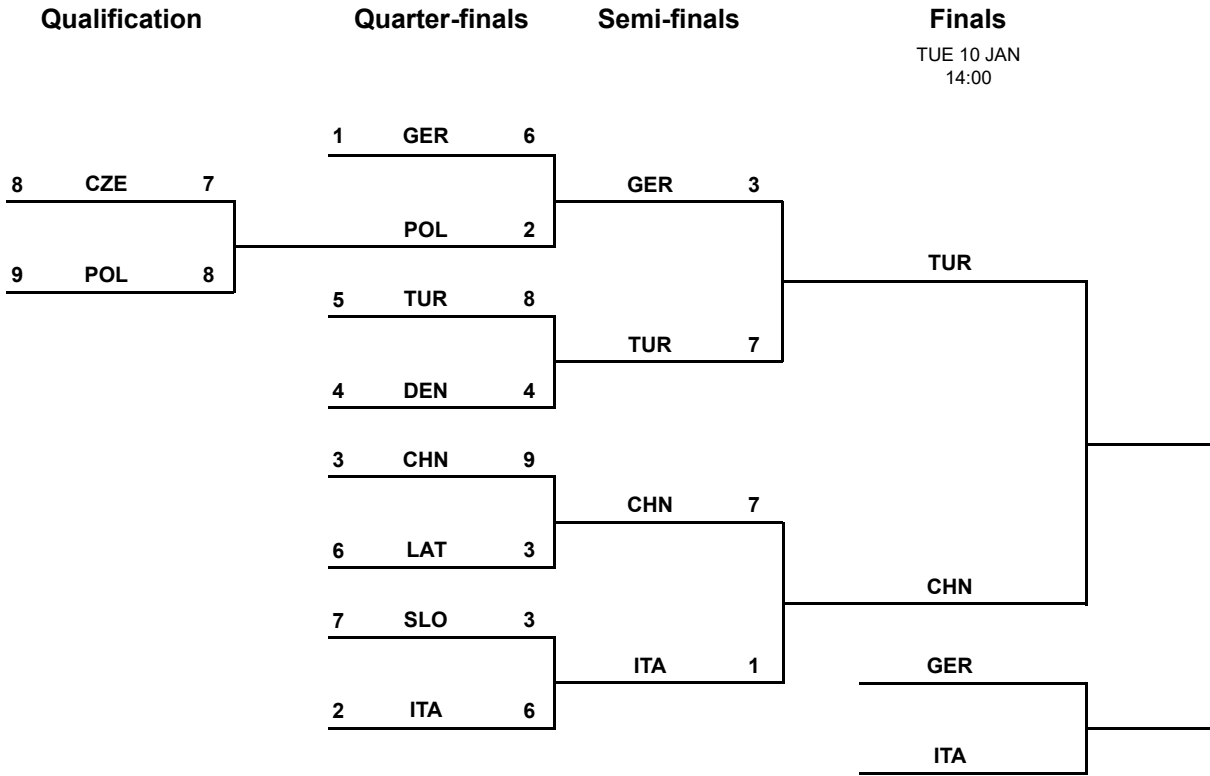 Qualification Quarter-finals Semi-finals Finals
TUE 10 JAN
14:00
1 GER 6
8 CZE 7
GER 3
POL 2
9 POL 8
TUR
5 TUR 8
TUR 7
4 DEN 4
3 CHN 9
CHN 7
6 LAT 3
CHN
7 SLO 3
ITA 1
GER
2 ITA 6
ITA